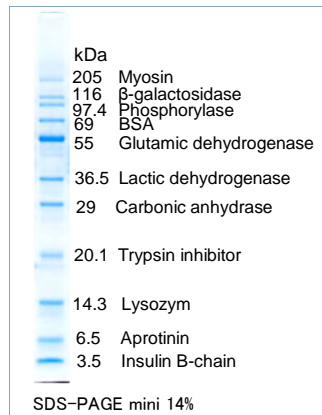 kDa
205 Myosin
116 β-galactosidase
97.4 Phosphorylase
69 BSA
55 Glutamic dehydrogenase
36.5 Lactic dehydrogenase
29 Carbonic anhydrase
20.1 Trypsin inhibitor
14.3 Lysozym
6.5 Aprotinin
3.5 Insulin B-chain
SDS-PAGE mini 14%